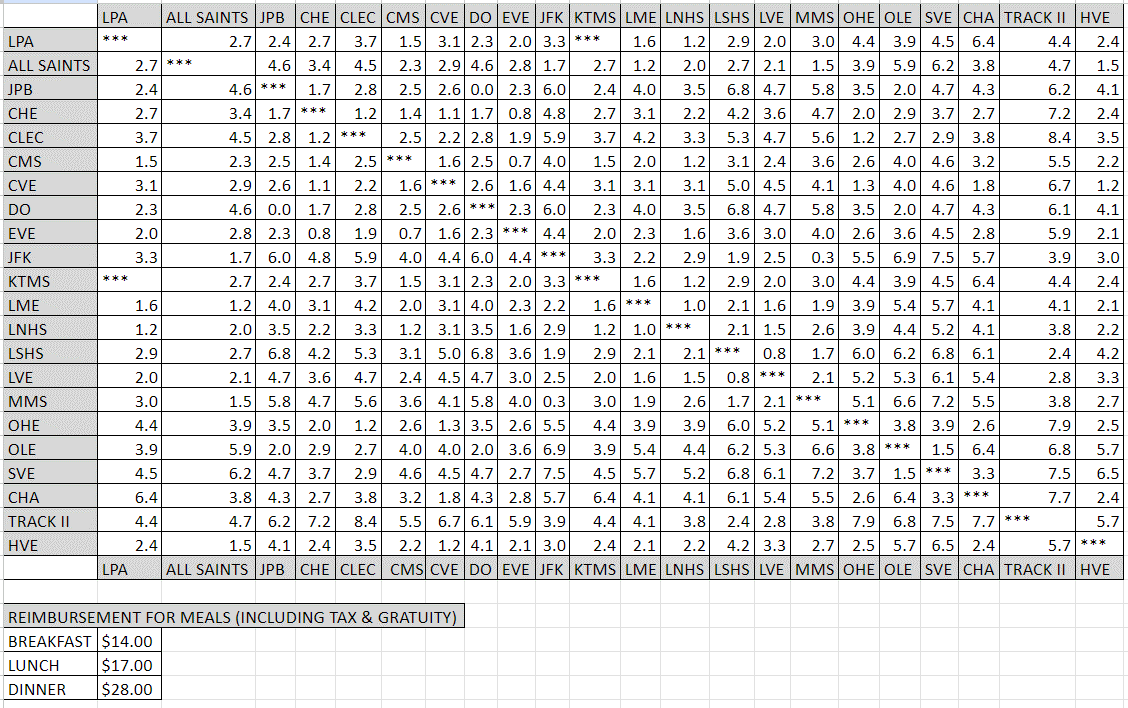 LPA ALL SAINTS JPB CHE CLEC CMS CVE DO EVE JFK KTMS LME LNHS LSHS LVE MMS OHE OLE SVE CHA TRACK II HVE
LPA *** 2.7 2.4 2.7 3.7 1.5 3.1 2.3 2.0 3.3 *** 1.6 1.2 2.9 2.0 3.0 4.4 3.9 4.5 6.4 4.4 2.4
ALL SAINTS 2.7 *** 4.6 3.4 4.5 2.3 2.9 4.6 2.8 1.7 2.7 1.2 2.0 2.7 2.1 1.5 3.9 5.9 6.2 3.8 4.7 1.5
JPB 2.4 4.6 *** 1.7 2.8 2.5 2.6 0.0 2.3 6.0 2.4 4.0 3.5 6.8 4.7 5.8 3.5 2.0 4.7 4.3 6.2 4.1
CHE 2.7 3.4 1.7 *** 1.2 1.4 1.1 1.7 0.8 4.8 2.7 3.1 2.2 4.2 3.6 4.7 2.0 2.9 3.7 2.7 7.2 2.4
CLEC 3.7 4.5 2.8 1.2 *** 2.5 2.2 2.8 1.9 5.9 3.7 4.2 3.3 5.3 4.7 5.6 1.2 2.7 2.9 3.8 8.4 3.5
CMS 1.5 2.3 2.5 1.4 2.5 *** 1.6 2.5 0.7 4.0 1.5 2.0 1.2 3.1 2.4 3.6 2.6 4.0 4.6 3.2 5.5 2.2
CVE 3.1 2.9 2.6 1.1 2.2 1.6 *** 2.6 1.6 4.4 3.1 3.1 3.1 5.0 4.5 4.1 1.3 4.0 4.6 1.8 6.7 1.2
DO 2.3 4.6 0.0 1.7 2.8 2.5 2.6 *** 2.3 6.0 2.3 4.0 3.5 6.8 4.7 5.8 3.5 2.0 4.7 4.3 6.1 4.1
EVE 2.0 2.8 2.3 0.8 1.9 0.7 1.6 2.3 *** 4.4 2.0 2.3 1.6 3.6 3.0 4.0 2.6 3.6 4.5 2.8 5.9 2.1
JFK 3.3 1.7 6.0 4.8 5.9 4.0 4.4 6.0 4.4 *** 3.3 2.2 2.9 1.9 2.5 0.3 5.5 6.9 7.5 5.7 3.9 3.0
KTMS *** 2.7 2.4 2.7 3.7 1.5 3.1 2.3 2.0 3.3 *** 1.6 1.2 2.9 2.0 3.0 4.4 3.9 4.5 6.4 4.4 2.4
LME 1.6 1.2 4.0 3.1 4.2 2.0 3.1 4.0 2.3 2.2 1.6 *** 1.0 2.1 1.6 1.9 3.9 5.4 5.7 4.1 4.1 2.1
LNHS 1.2 2.0 3.5 2.2 3.3 1.2 3.1 3.5 1.6 2.9 1.2 1.0 *** 2.1 1.5 2.6 3.9 4.4 5.2 4.1 3.8 2.2
LSHS 2.9 2.7 6.8 4.2 5.3 3.1 5.0 6.8 3.6 1.9 2.9 2.1 2.1 *** 0.8 1.7 6.0 6.2 6.8 6.1 2.4 4.2
LVE 2.0 2.1 4.7 3.6 4.7 2.4 4.5 4.7 3.0 2.5 2.0 1.6 1.5 0.8 *** 2.1 5.2 5.3 6.1 5.4 2.8 3.3
MMS 3.0 1.5 5.8 4.7 5.6 3.6 4.1 5.8 4.0 0.3 3.0 1.9 2.6 1.7 2.1 *** 5.1 6.6 7.2 5.5 3.8 2.7
OHE 4.4 3.9 3.5 2.0 1.2 2.6 1.3 3.5 2.6 5.5 4.4 3.9 3.9 6.0 5.2 5.1 *** 3.8 3.9 2.6 7.9 2.5
OLE 3.9 5.9 2.0 2.9 2.7 4.0 4.0 2.0 3.6 6.9 3.9 5.4 4.4 6.2 5.3 6.6 3.8 *** 1.5 6.4 6.8 5.7
SVE 4.5 6.2 4.7 3.7 2.9 4.6 4.5 4.7 2.7 7.5 4.5 5.7 5.2 6.8 6.1 7.2 3.7 1.5 *** 3.3 7.5 6.5
CHA 6.4 3.8 4.3 2.7 3.8 3.2 1.8 4.3 2.8 5.7 6.4 4.1 4.1 6.1 5.4 5.5 2.6 6.4 3.3 *** 7.7 2.4
TRACK II 4.4 4.7 6.2 7.2 8.4 5.5 6.7 6.1 5.9 3.9 4.4 4.1 3.8 2.4 2.8 3.8 7.9 6.8 7.5 7.7 *** 5.7
HVE 2.4 1.5 4.1 2.4 3.5 2.2 1.2 4.1 2.1 3.0 2.4 2.1 2.2 4.2 3.3 2.7 2.5 5.7 6.5 2.4 5.7 ***
LPA ALL SAINTS JPB CHE CLEC CMS CVE DO EVE JFK KTMS LME LNHS LSHS LVE MMS OHE OLE SVE CHA TRACK II HVE
REIMBURSEMENT FOR MEALS (INCLUDING TAX & GRATUITY)
BREAKFAST $14.00
LUNCH $17.00
DINNER $28.00